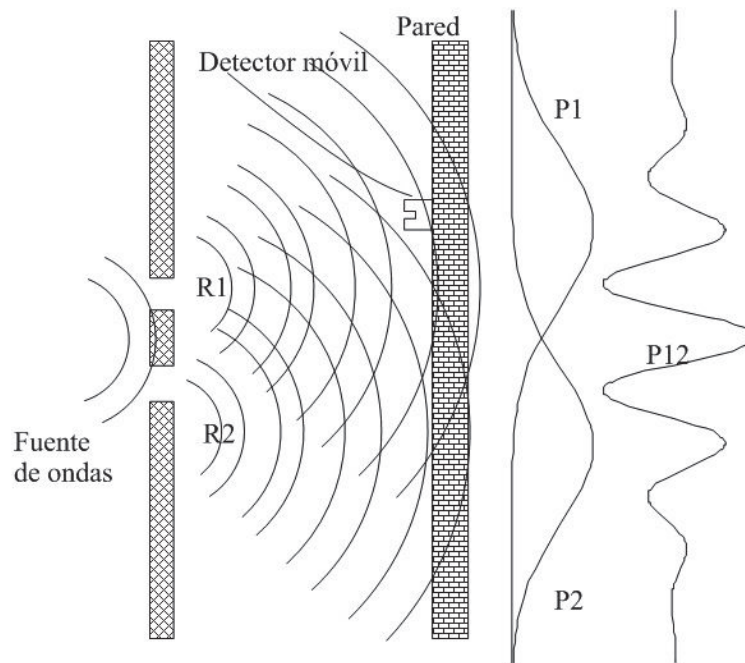 Pared
Detector móvil
P1
R1
P12
R2
Fuente
de ondas
P2